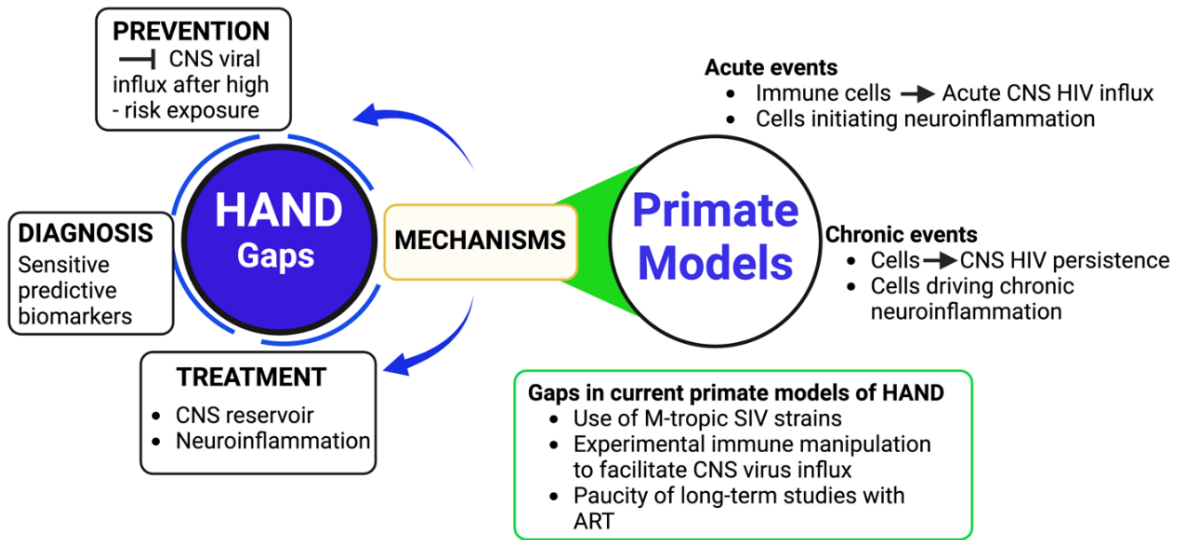 PREVENTION
CNS viral
influx after high
- risk exposure
HAND
Gaps
DIAGNOSIS
Sensitive
predictive
biomarkers
TREATMENT
• CNS reservoir
• Neuroinflammation
MECHANISMS
Primate
Models
Acute events
• Immune cells → Acute CNS HIV influx
• Cells initiating neuroinflammation
Chronic events
• Cells → CNS HIV persistence
• Cells driving chronic
neuroinflammation
Gaps in current primate models of HAND
• Use of M-tropic SIV strains
• Experimental immune manipulation
to facilitate CNS virus influx
• Paucity of long-term studies with
ART